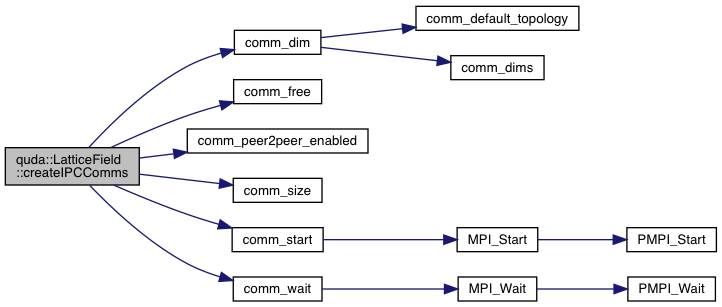 quda::LatticeField
::createIPCComms
comm_dim
comm_default_topology
comm_dims
comm_free
comm_peer2peer_enabled
comm_size
comm_start
MPI_Start
PMPI_Start
comm_wait
MPI_Wait
PMPI_Wait